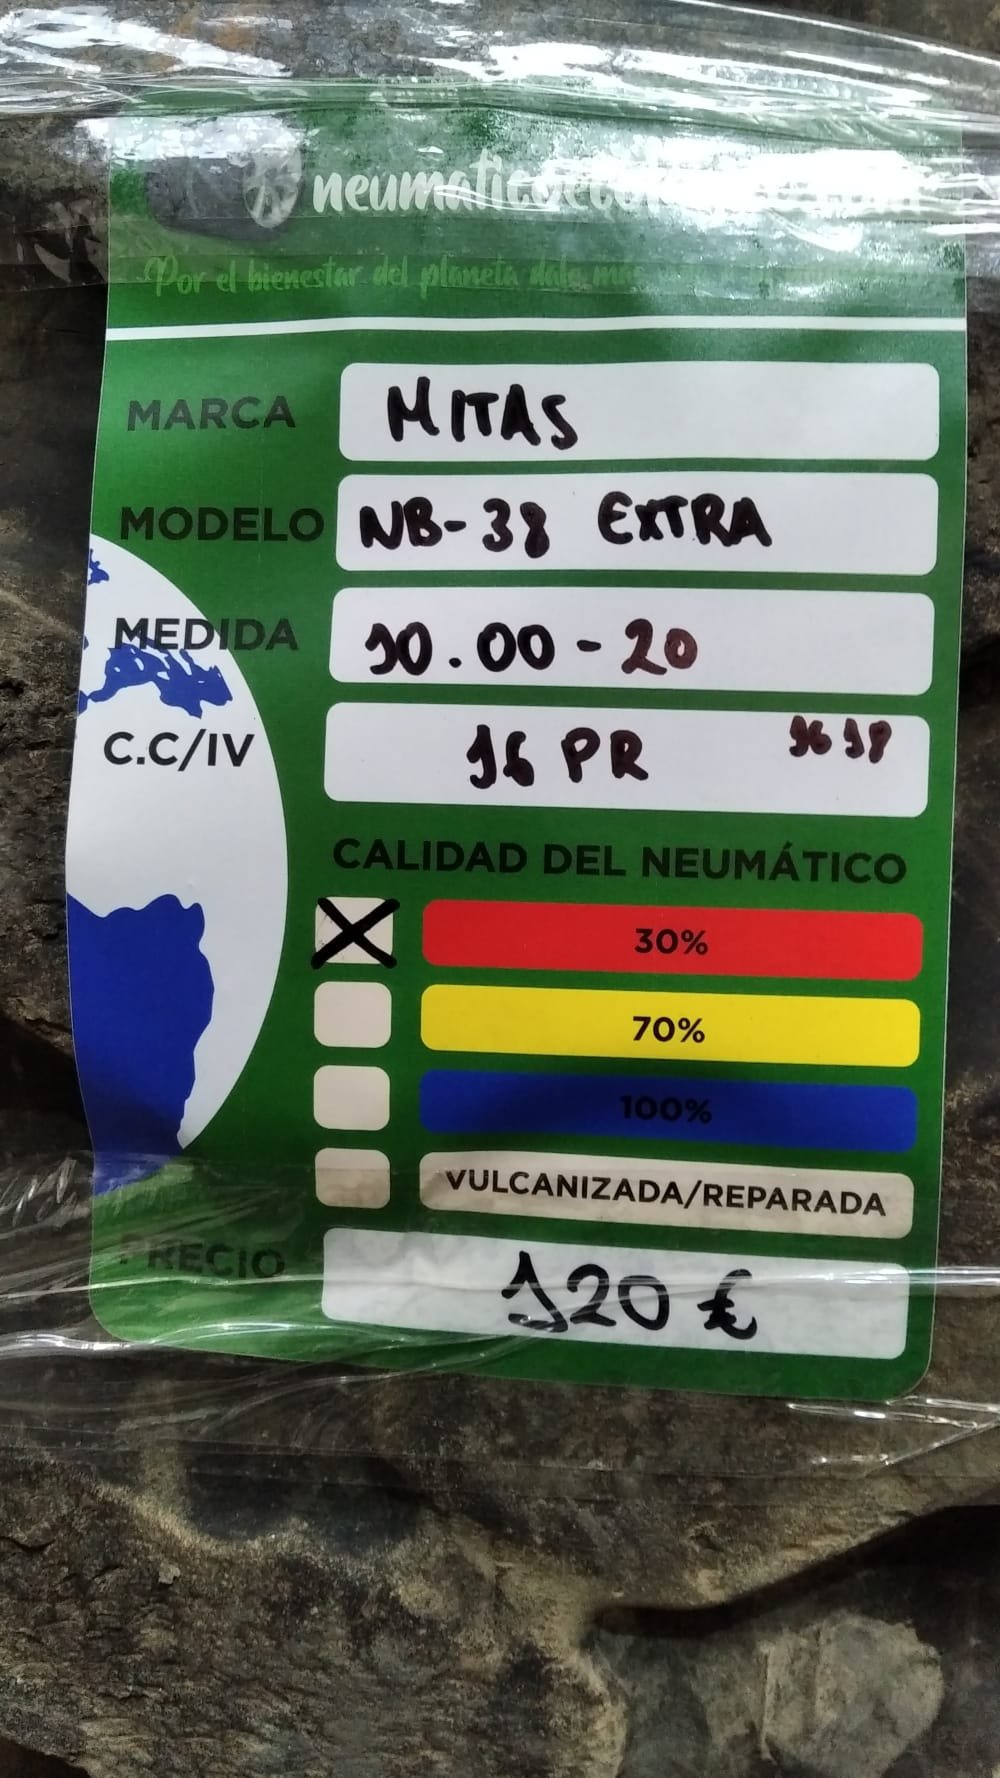 Por el bienestar del planeta dale más
MARCA MITAS
MODELO NB-38 EXTRA
MEDIDA 10.00-20
C.C/IV 16 PR 3618
CALIDAD DEL NEUMÁTICO
X 30%
70%
100%
VULCANIZADA/REPARADA
PRECIO 120 €